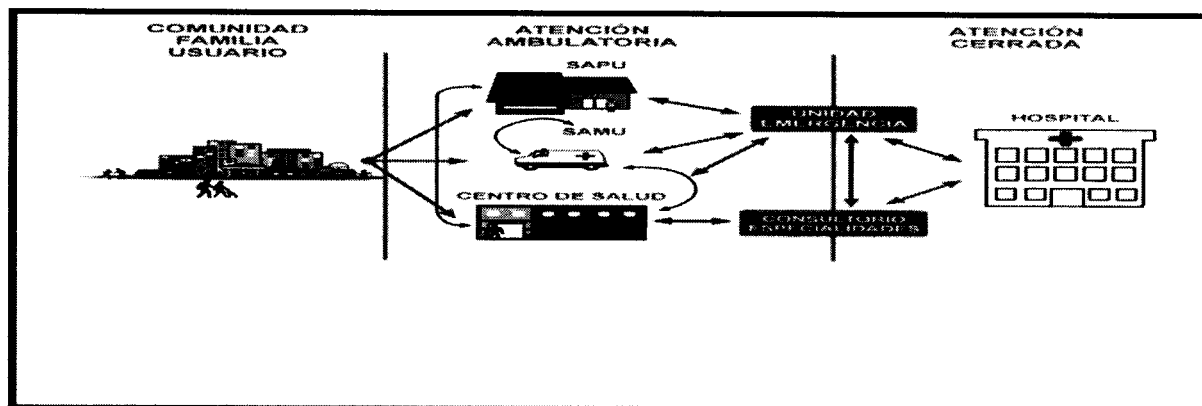 COMUNIDAD
FAMILIA
USUARIO
ATENCIÓN
AMBULATORIA
ATENCIÓN
CERRADA
SAPU
UNIDAD
EMERGENCIA
HOSPITAL
SAMU
CENTRO DE SALUD
CONSULTORIO
ESPECIALIDADES